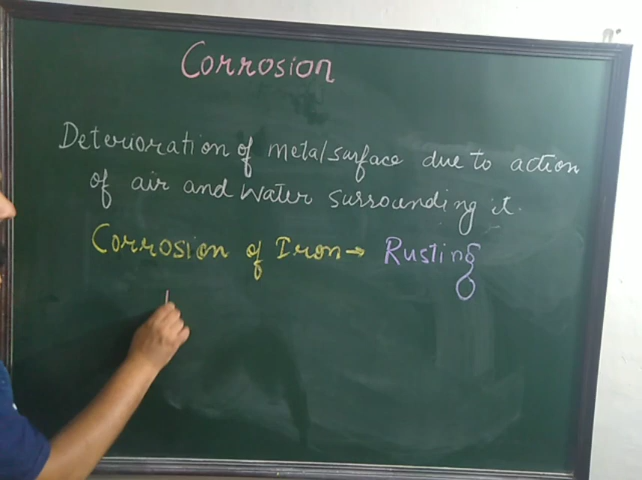 Corrosion
Deterioration of metal surface due to action
of air and water surrounding it.
Corrosion of Iron → Rusting